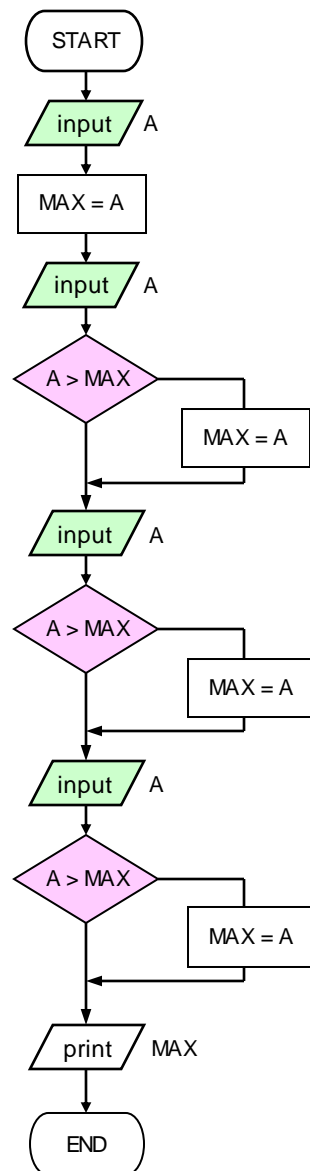 START
input A
MAX = A
input A
A > MAX
MAX = A
input A
A > MAX
MAX = A
input A
A > MAX
MAX = A
print MAX
END